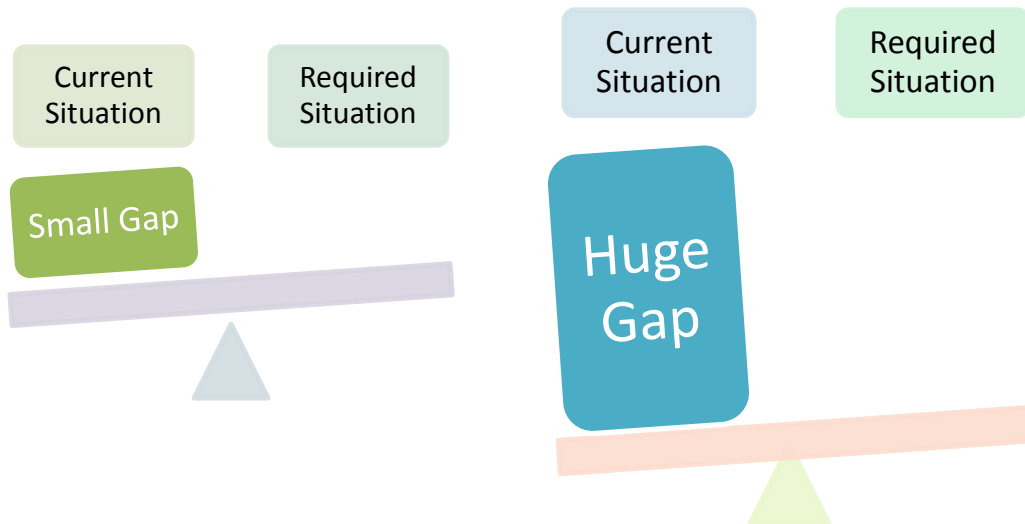 Current
Situation
Required
Situation
Small Gap
Current
Situation
Required
Situation
Huge
Gap